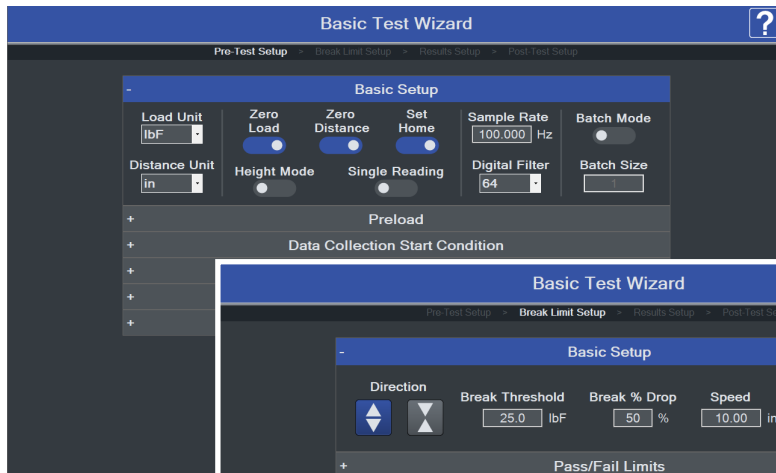 Basic Test Wizard
?
Pre-Test Setup > Break Limit Setup > Results Setup > Post-Test Setup
- Basic Setup
Load Unit
lbF
Distance Unit
in
Zero Load
Zero Distance
Set Home
Height Mode
Single Reading
Sample Rate
100.000 Hz
Digital Filter
64
Batch Mode
Batch Size
1
+ Preload
+ Data Collection Start Condition
+
+
+
Basic Test Wizard
Pre-Test Setup > Break Limit Setup > Results Setup > Post-Test Se
- Basic Setup
Direction
Break Threshold
25.0 lbF
Break % Drop
50 %
Speed
10.00 in
+ Pass/Fail Limits